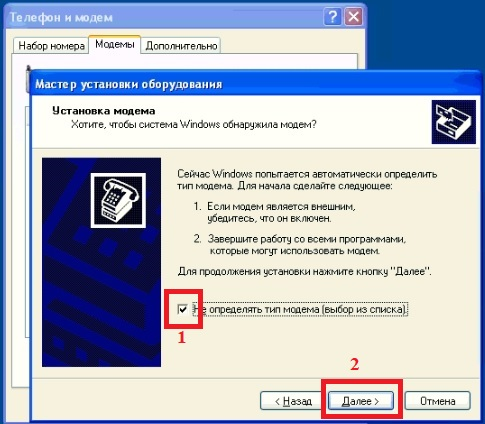 Телефон и модем
Набор номера Модемы Дополнительно
Мастер установки оборудования
Установка модема
Хотите, чтобы система Windows обнаружила модем?
Сейчас Windows попытается автоматически определить
тип модема. Для начала сделайте следующее:
1. Если модем является внешним,
убедитесь, что он включен.
2. Завершите работу со всеми программами,
которые могут использовать модем.
Для продолжения установки нажмите кнопку "Далее".
Не определять тип модема (выбор из списка).
1
2
< Назад Далее > Отмена